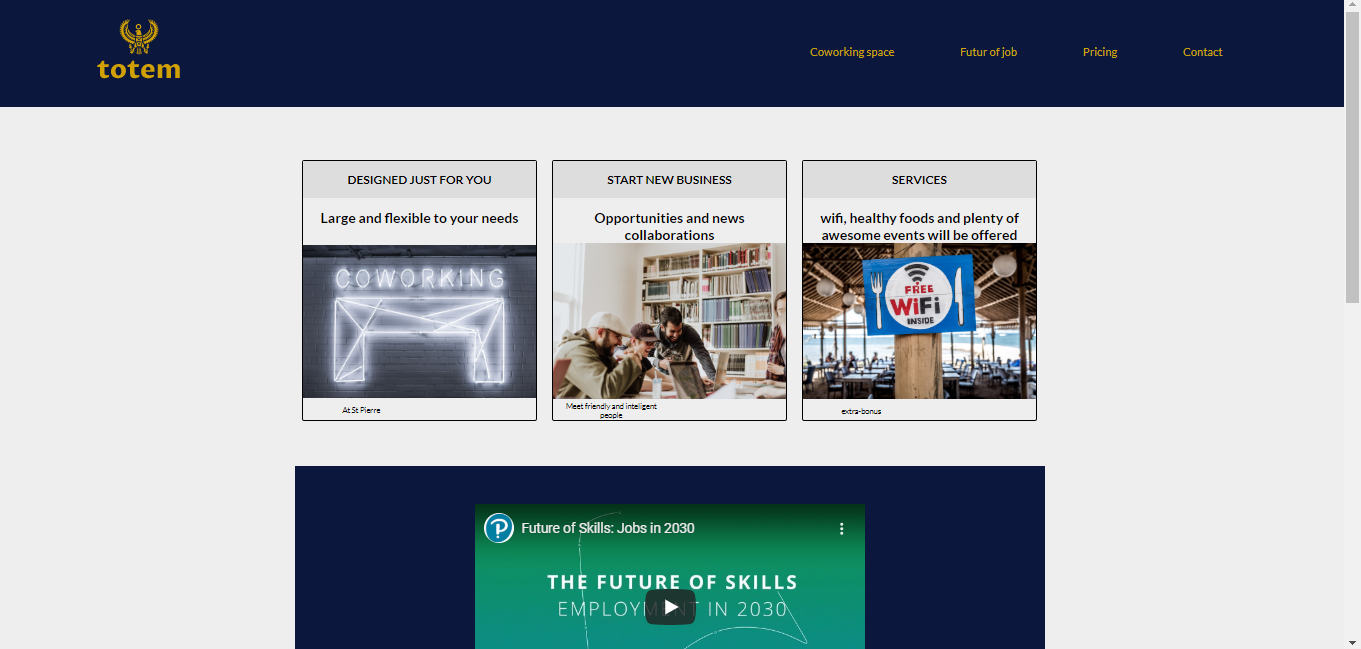 totem
Coworking space
Futur of job
Pricing
Contact
DESIGNED JUST FOR YOU
Large and flexible to your needs
COWORKING
At St Pierre
START NEW BUSINESS
Opportunities and news
collaborations
Meet friendly and inteligent
people
SERVICES
wifi, healthy foods and plenty of
awesome events will be offered
FREE
WiFi
INSIDE
extra-bonus
Future of Skills: Jobs in 2030
THE FUTURE OF SKILLS
EMPLOYMENT IN 2030